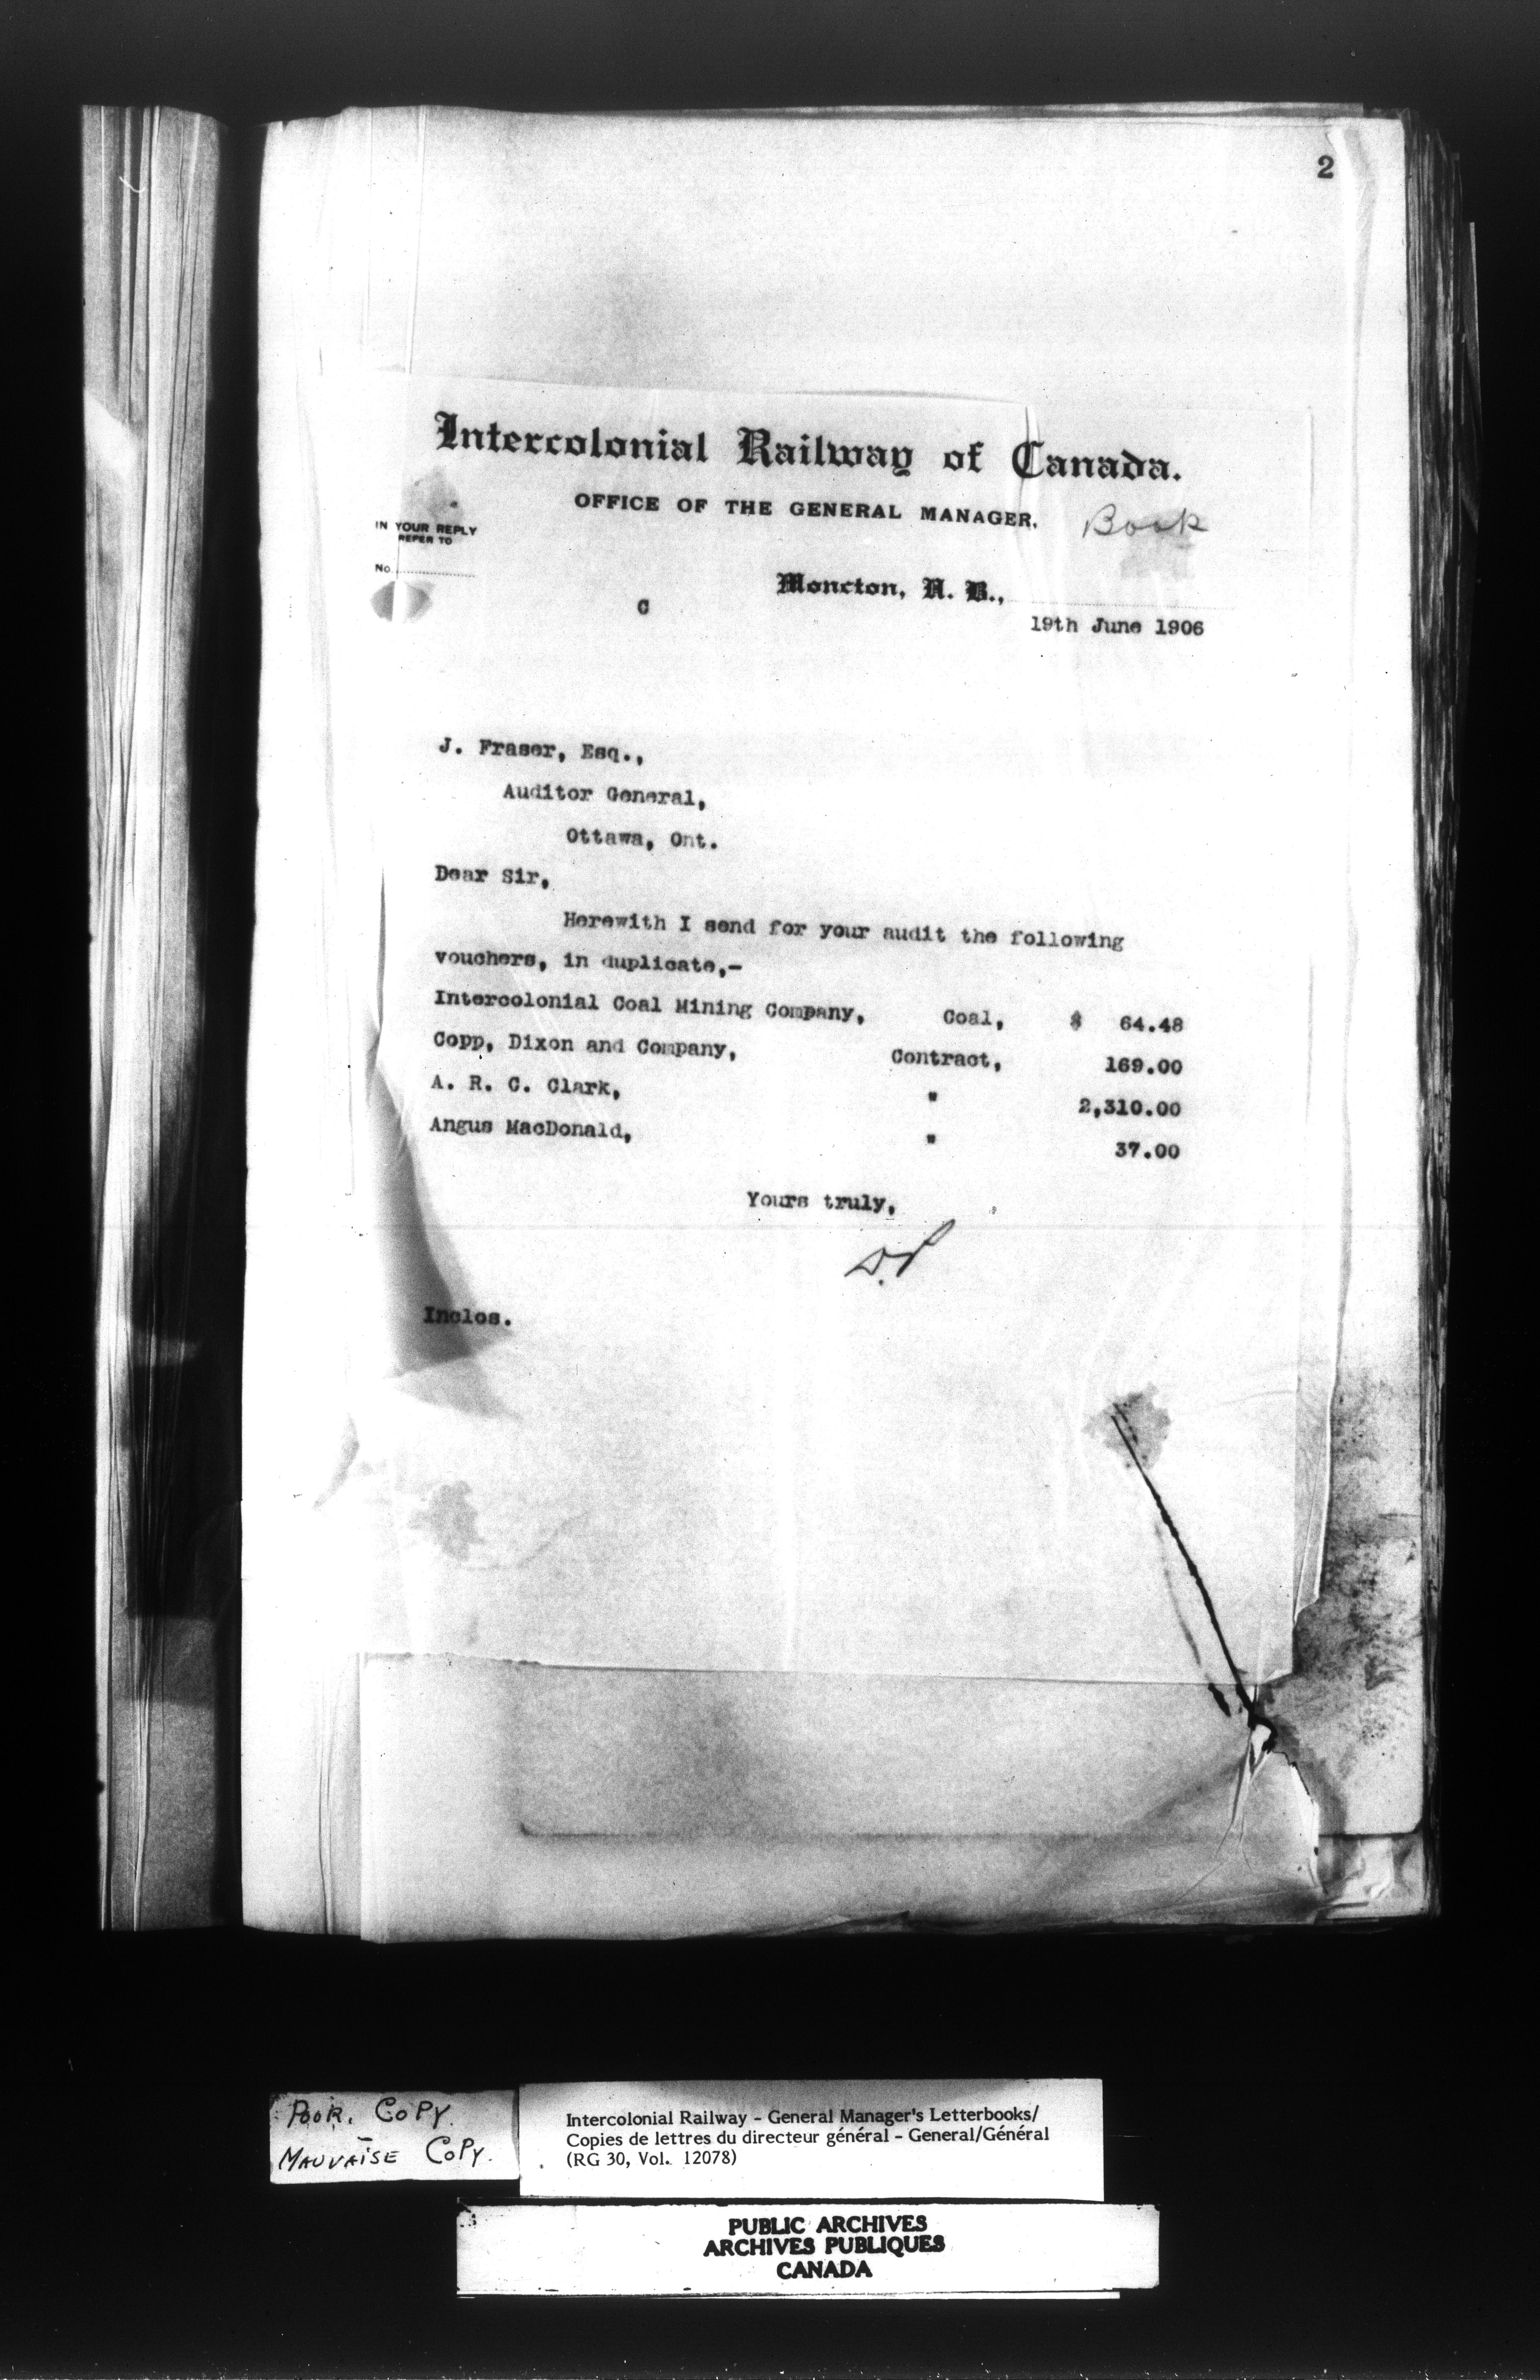 2
Intercolonial Railway of Canada.
OFFICE OF THE GENERAL MANAGER.
Book
IN YOUR REPLY
REFER TO
No.
Moncton, N. B.,
C
19th June 1906
J. Fraser, Esq.,
Auditor General,
Ottawa, Ont.
Dear Sir,
Herewith I send for your audit the following
vouchers, in duplicate,-
Intercolonial Coal Mining Company, Coal, $ 64.48
Copp, Dixon and Company, Contract, 169.00
A. R. C. Clark, " 2,310.00
Angus MacDonald, " 37.00
Yours truly,
D.P
Inclos.
POOR. COPY.
MAUVAISE COPY.
Intercolonial Railway - General Manager's Letterbooks/
Copies de lettres du directeur général - General/Général
(RG 30, Vol. 12078)
PUBLIC ARCHIVES
ARCHIVES PUBLIQUES
CANADA